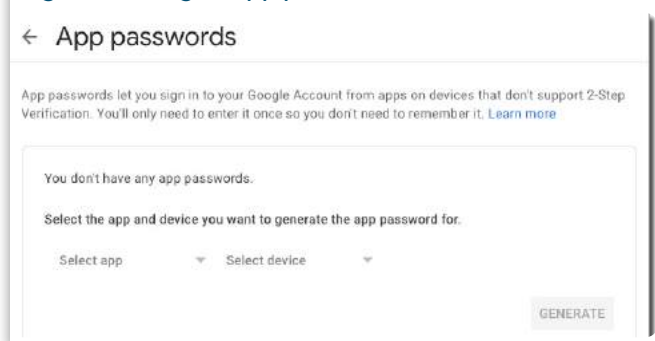 ← App passwords
App passwords let you sign in to your Google Account from apps on devices that don't support 2-Step
Verification. You'll only need to enter it once so you don't need to remember it. Learn more
You don't have any app passwords.
Select the app and device you want to generate the app password for.
Select app Select device
GENERATE